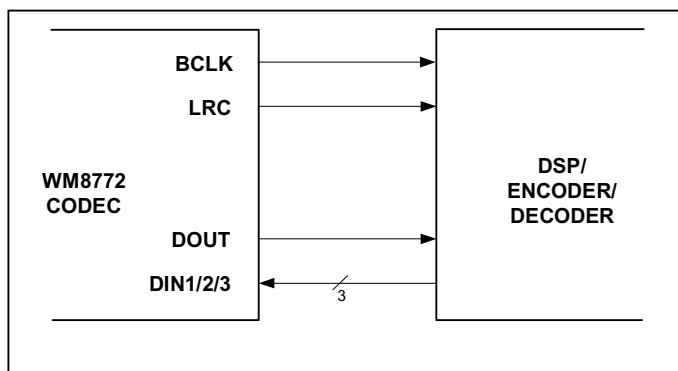 BCLK
LRC
WM8772
CODEC
DSP/
ENCODER/
DECODER
DOUT
DIN1/2/3
3